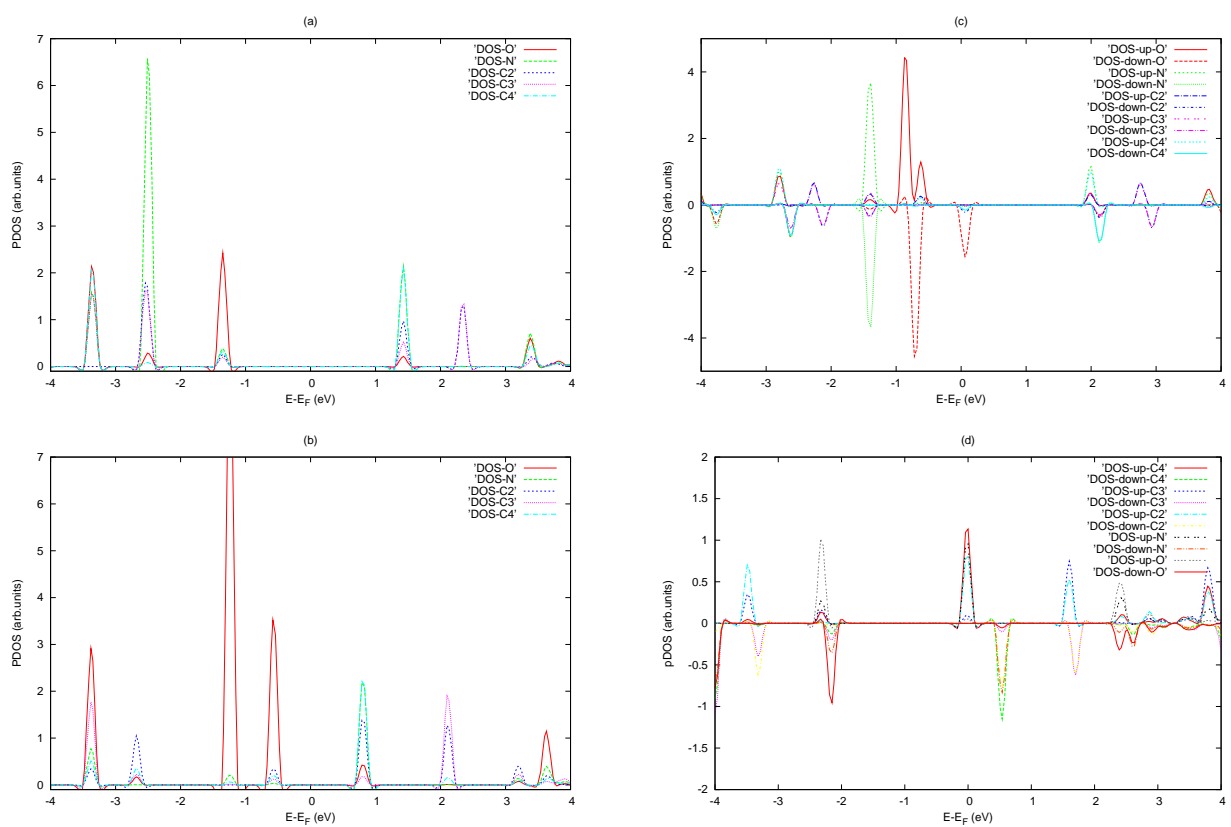 (a)
7
6
5
4
3
2
1
0
-4 -3 -2 -1 0 1 2 3 4
PDOS (arb.units)
E-E_F (eV)
'DOS-O'
'DOS-N'
'DOS-C2'
'DOS-C3'
'DOS-C4'
(c)
4
2
0
-2
-4
-4 -3 -2 -1 0 1 2 3 4
PDOS (arb.units)
E-E_F (eV)
'DOS-up-O'
'DOS-down-O'
'DOS-up-N'
'DOS-down-N'
'DOS-up-C2'
'DOS-down-C2'
'DOS-up-C3'
'DOS-down-C3'
'DOS-up-C4'
'DOS-down-C4'
(b)
7
6
5
4
3
2
1
0
-4 -3 -2 -1 0 1 2 3 4
PDOS (arb.units)
E-E_F (eV)
'DOS-O'
'DOS-N'
'DOS-C2'
'DOS-C3'
'DOS-C4'
(d)
2
1.5
1
0.5
0
-0.5
-1
-1.5
-2
-4 -3 -2 -1 0 1 2 3 4
pDOS (arb.units)
E-E_F (eV)
'DOS-up-C4'
'DOS-down-C4'
'DOS-up-C3'
'DOS-down-C3'
'DOS-up-C2'
'DOS-down-C2'
'DOS-up-N'
'DOS-down-N'
'DOS-up-O'
'DOS-down-O'